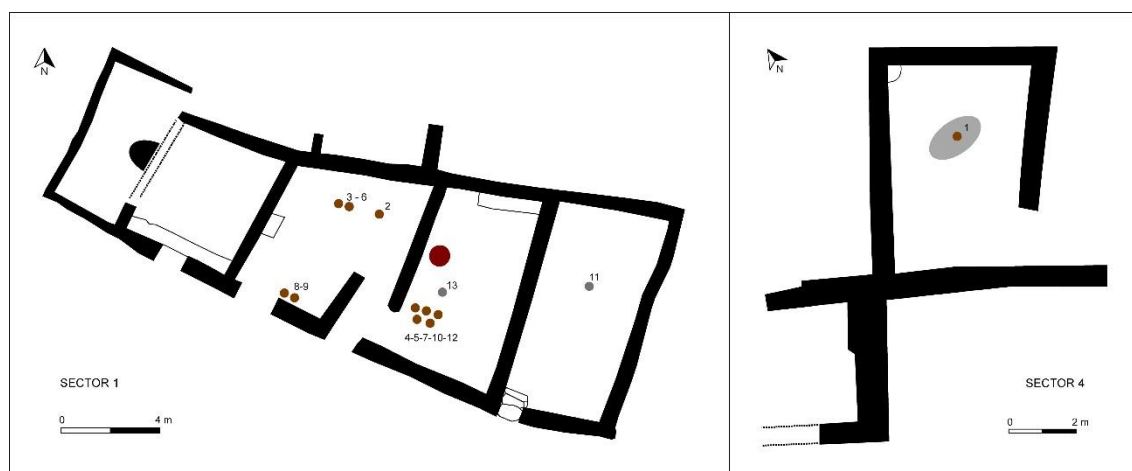 N
3 - 6
2
8-9
13
11
4-5-7-10-12
SECTOR 1
0 4 m
N
1
SECTOR 4
0 2 m